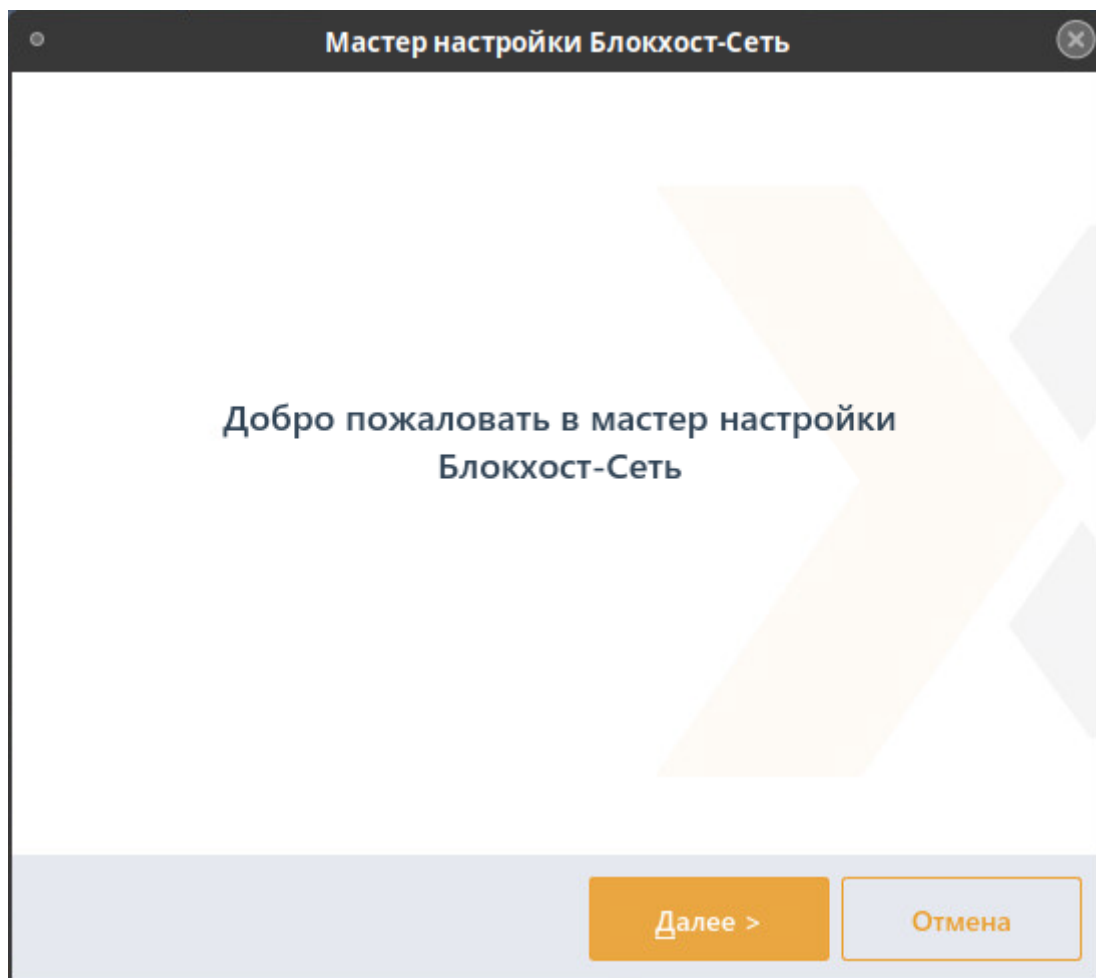 Мастер настройки Блокхост-Сеть
Добро пожаловать в мастер настройки
Блокхост-Сеть
Далее >
Отмена